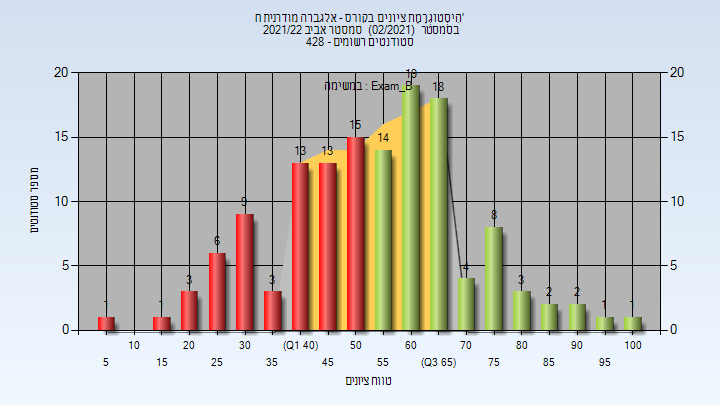 היסטוגרמת ציונים בקורס - אלגברה מודרנית ח'
בסמסטר (02/2021) סמסטר אביב 2021/22
סטודנטים רשומים - 428
במשימה : Exam_B
מספר סטודנטים
20 20
15 15
10 10
5 5
0 0
1 1 3 6 9 3 13 13 15 14 19 18 4 8 3 2 2 1 1
10 20 30 (Q1 40) 50 60 70 80 90 100
5 15 25 35 45 55 (Q3 65) 75 85 95
טווח ציונים